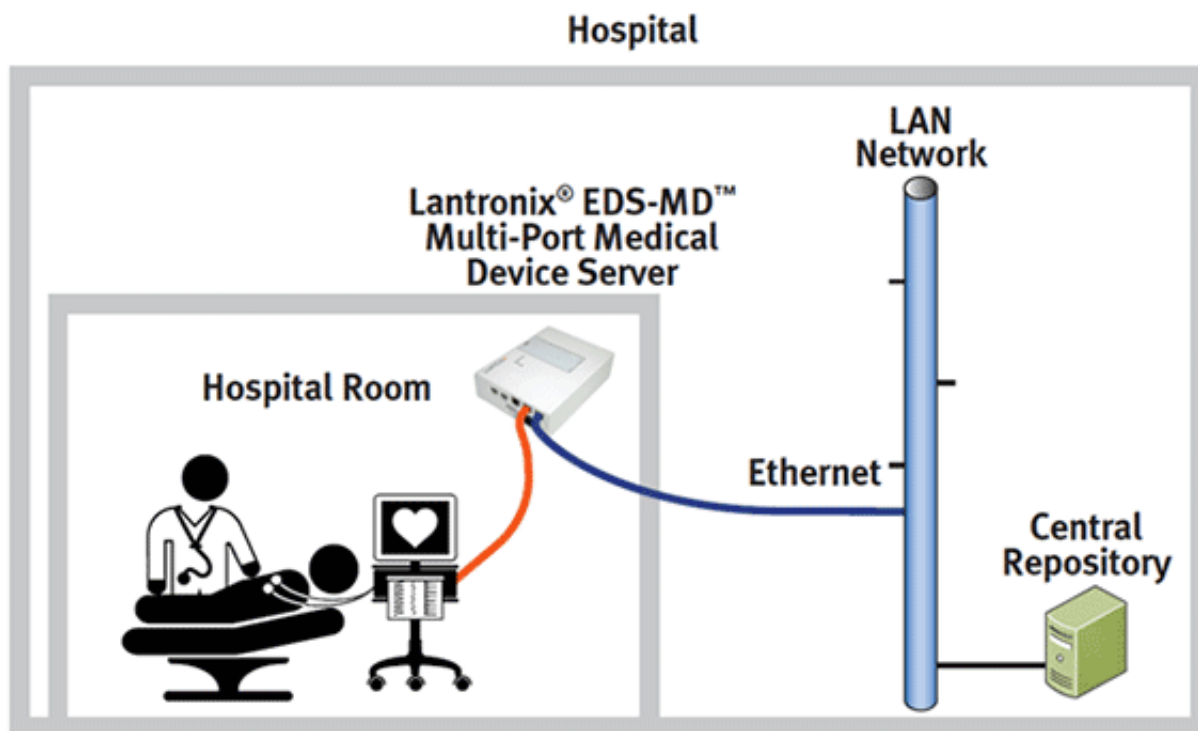 Hospital
LAN
Network
Lantronix® EDS-MD™
Multi-Port Medical
Device Server
Hospital Room
Ethernet
Central
Repository